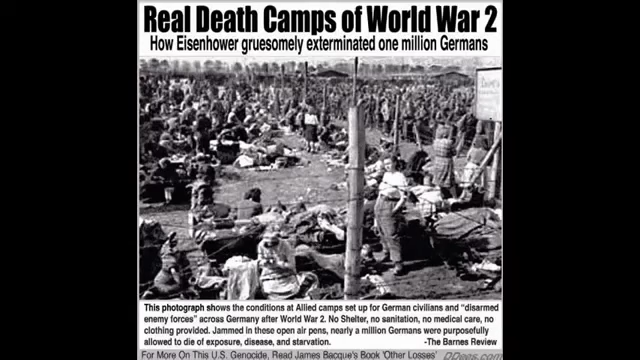 Real Death Camps of World War 2
How Eisenhower gruesomely exterminated one million Germans
This photograph shows the conditions at Allied camps set up for German civilians and "disarmed
enemy forces" across Germany after World War 2. No Shelter, no sanitation, no medical care, no
clothing provided. Jammed in these open air pens, nearly a million Germans were purposefully
allowed to die of exposure, disease, and starvation. -The Barnes Review
For More On This U.S. Genocide, Read James Bacque's Book 'Other Losses'